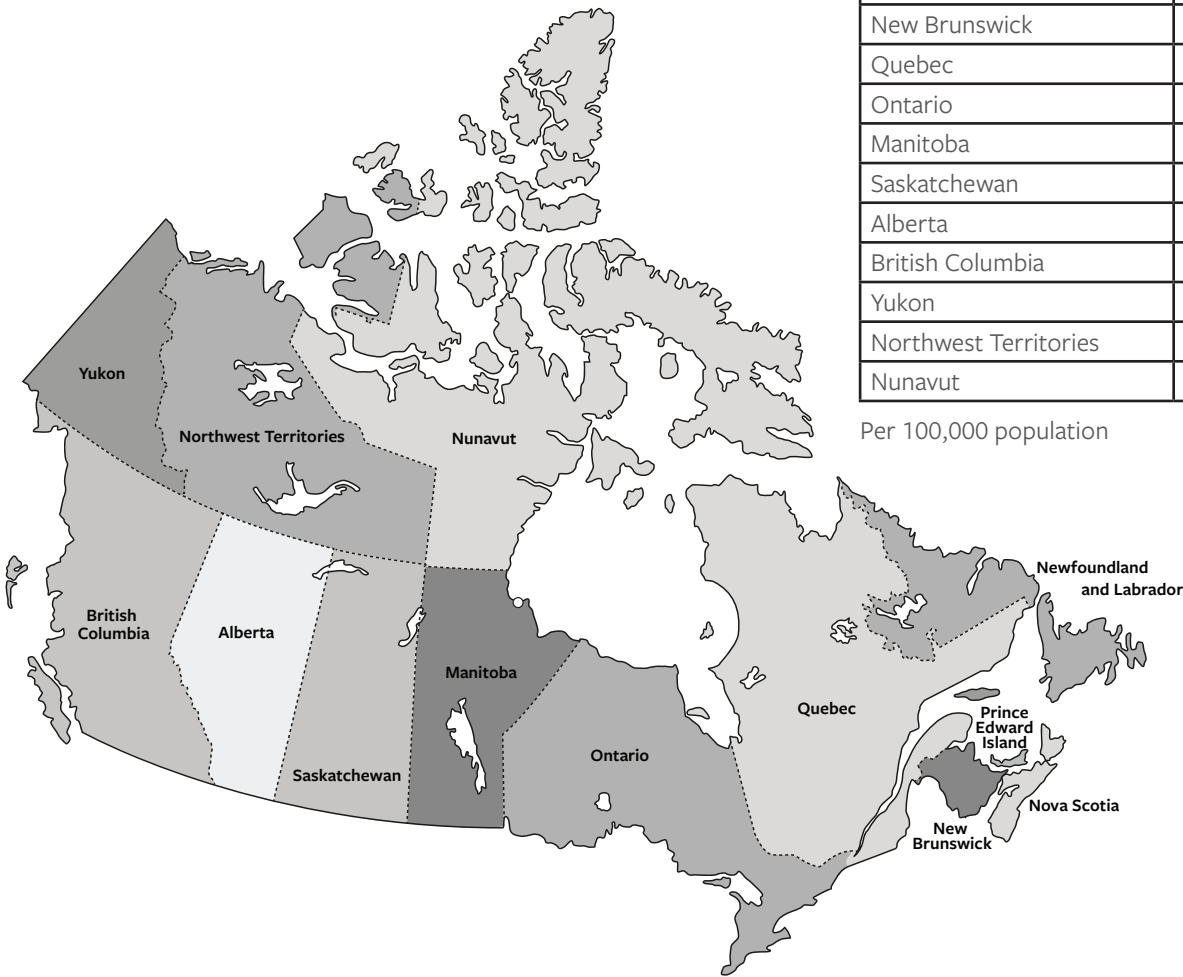 New Brunswick
Quebec
Ontario
Manitoba
Saskatchewan
Alberta
British Columbia
Yukon
Northwest Territories
Nunavut
Per 100,000 population
Yukon
Northwest Territories
Nunavut
British
Columbia
Alberta
Saskatchewan
Manitoba
Ontario
Quebec
Newfoundland
and Labrador
Prince
Edward
Island
Nova Scotia
New
Brunswick